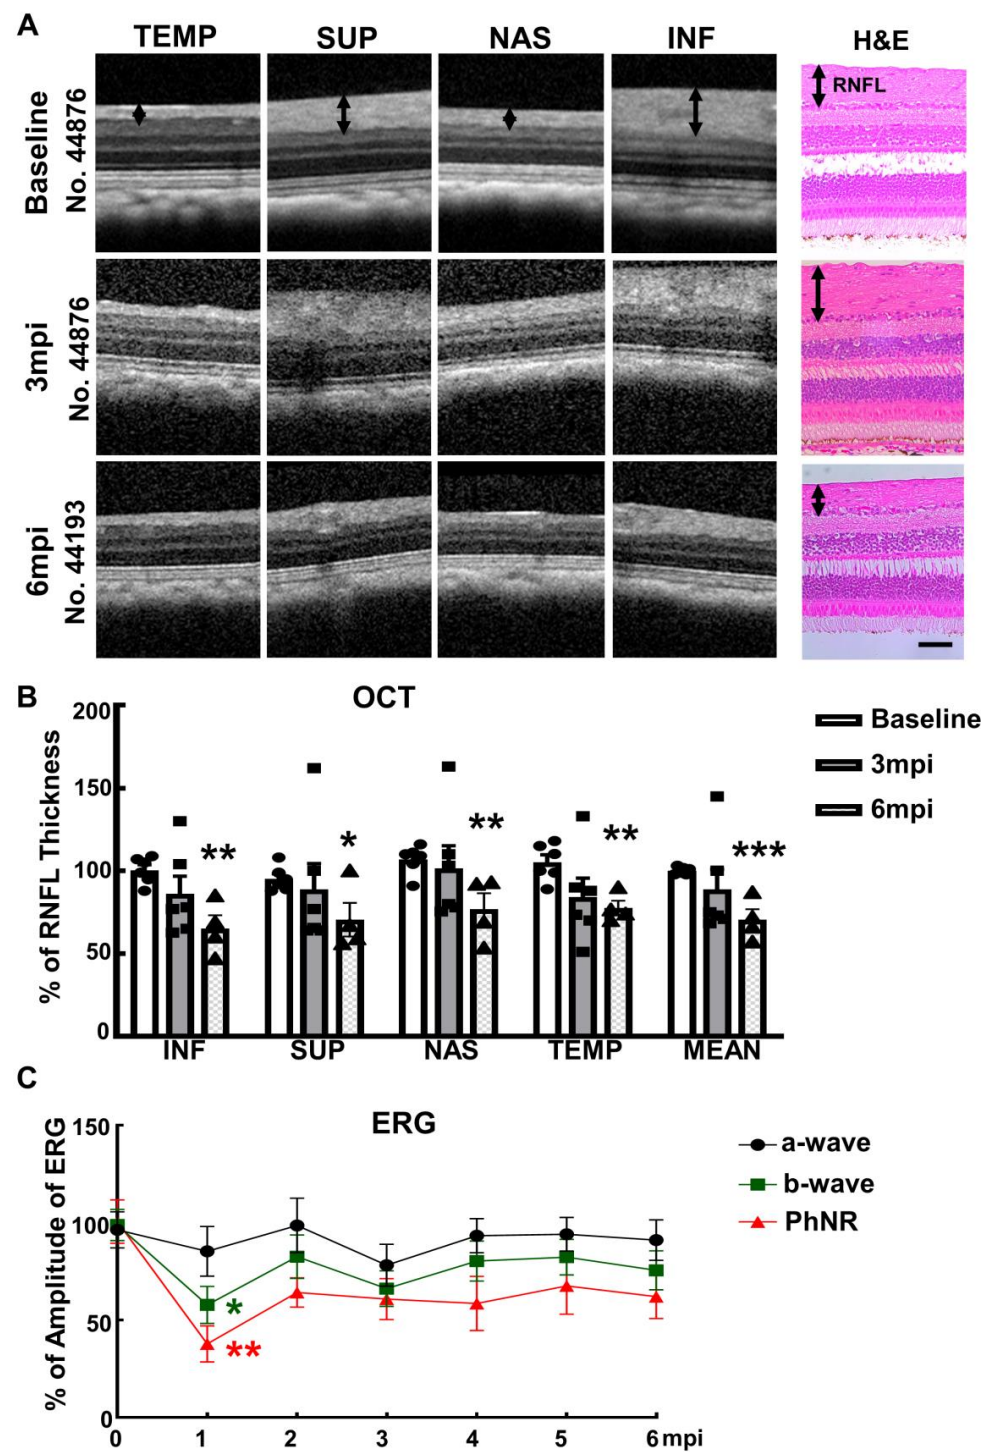 A
TEMP SUP NAS INF H&E
Baseline
No. 44876
RNFL
3mpi
No. 44876
6mpi
No. 44193
B
OCT
% of RNFL Thickness
200
150
100
50
0
** * ** ** ***
INF SUP NAS TEMP MEAN
Baseline
3mpi
6mpi
C
ERG
% of Amplitude of ERG
150
100
50
0
*
**
0 1 2 3 4 5 6 mpi
a-wave
b-wave
PhNR